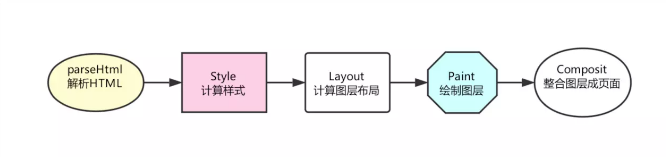 parseHtml
解析HTML
Style
计算样式
Layout
计算图层布局
Paint
绘制图层
Composit
整合图层成页面